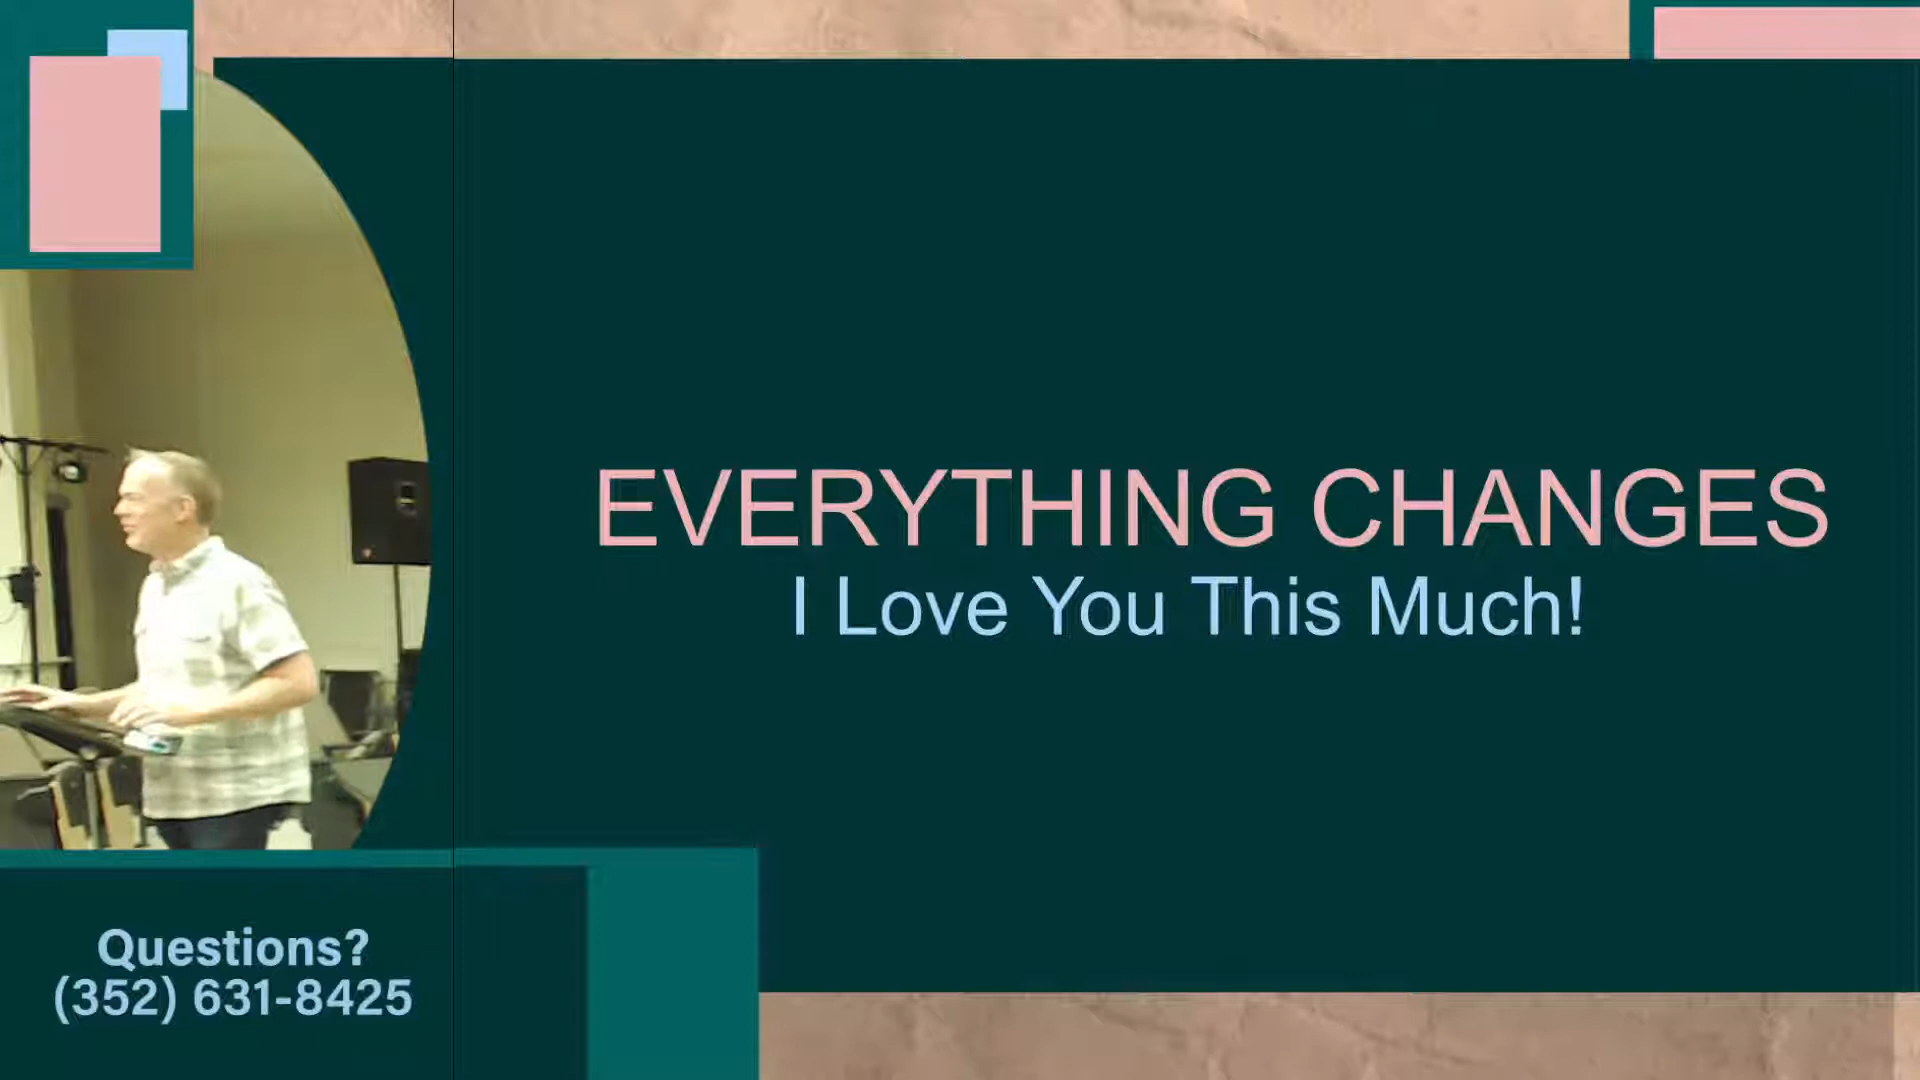 EVERYTHING CHANGES
I Love You This Much!
Questions?
(352) 631-8425